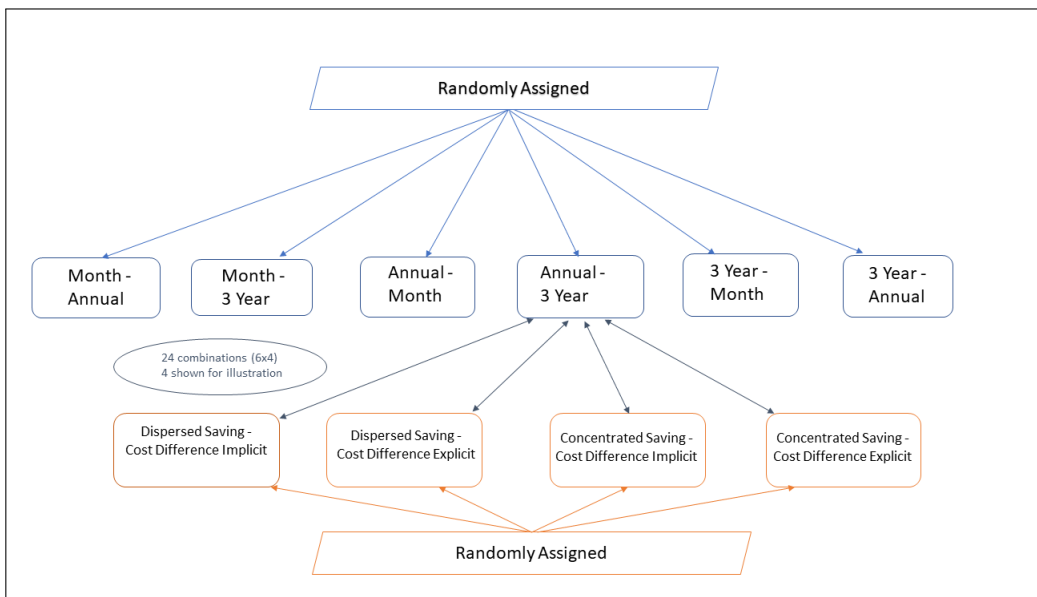 Randomly Assigned
Month -
Annual
Month -
3 Year
Annual -
Month
Annual -
3 Year
3 Year -
Month
3 Year -
Annual
24 combinations (6x4)
4 shown for illustration
Dispersed Saving -
Cost Difference Implicit
Dispersed Saving -
Cost Difference Explicit
Concentrated Saving -
Cost Difference Implicit
Concentrated Saving -
Cost Difference Explicit
Randomly Assigned